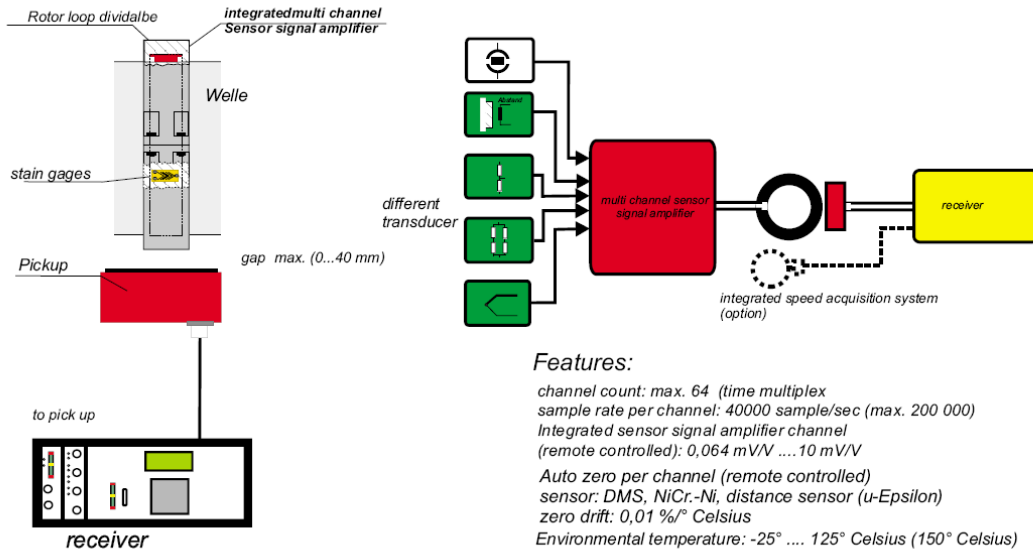 Rotor loop dividalbe
integratedmulti channel
Sensor signal amplifier
Welle
stain gages
gap max. (0...40 mm)
Pickup
to pick up
receiver
different
transducer
Abstand
multi channel sensor
signal amplifier
receiver
integrated speed acquisition system
(option)
Features:
channel count: max. 64 (time multiplex
sample rate per channel: 40000 sample/sec (max. 200 000)
Integrated sensor signal amplifier channel
(remote controlled): 0,064 mV/V ....10 mV/V
Auto zero per channel (remote controlled)
sensor: DMS, NiCr.-Ni, distance sensor (u-Epsilon)
zero drift: 0,01 %/° Celsius
Environmental temperature: -25° .... 125° Celsius (150° Celsius)